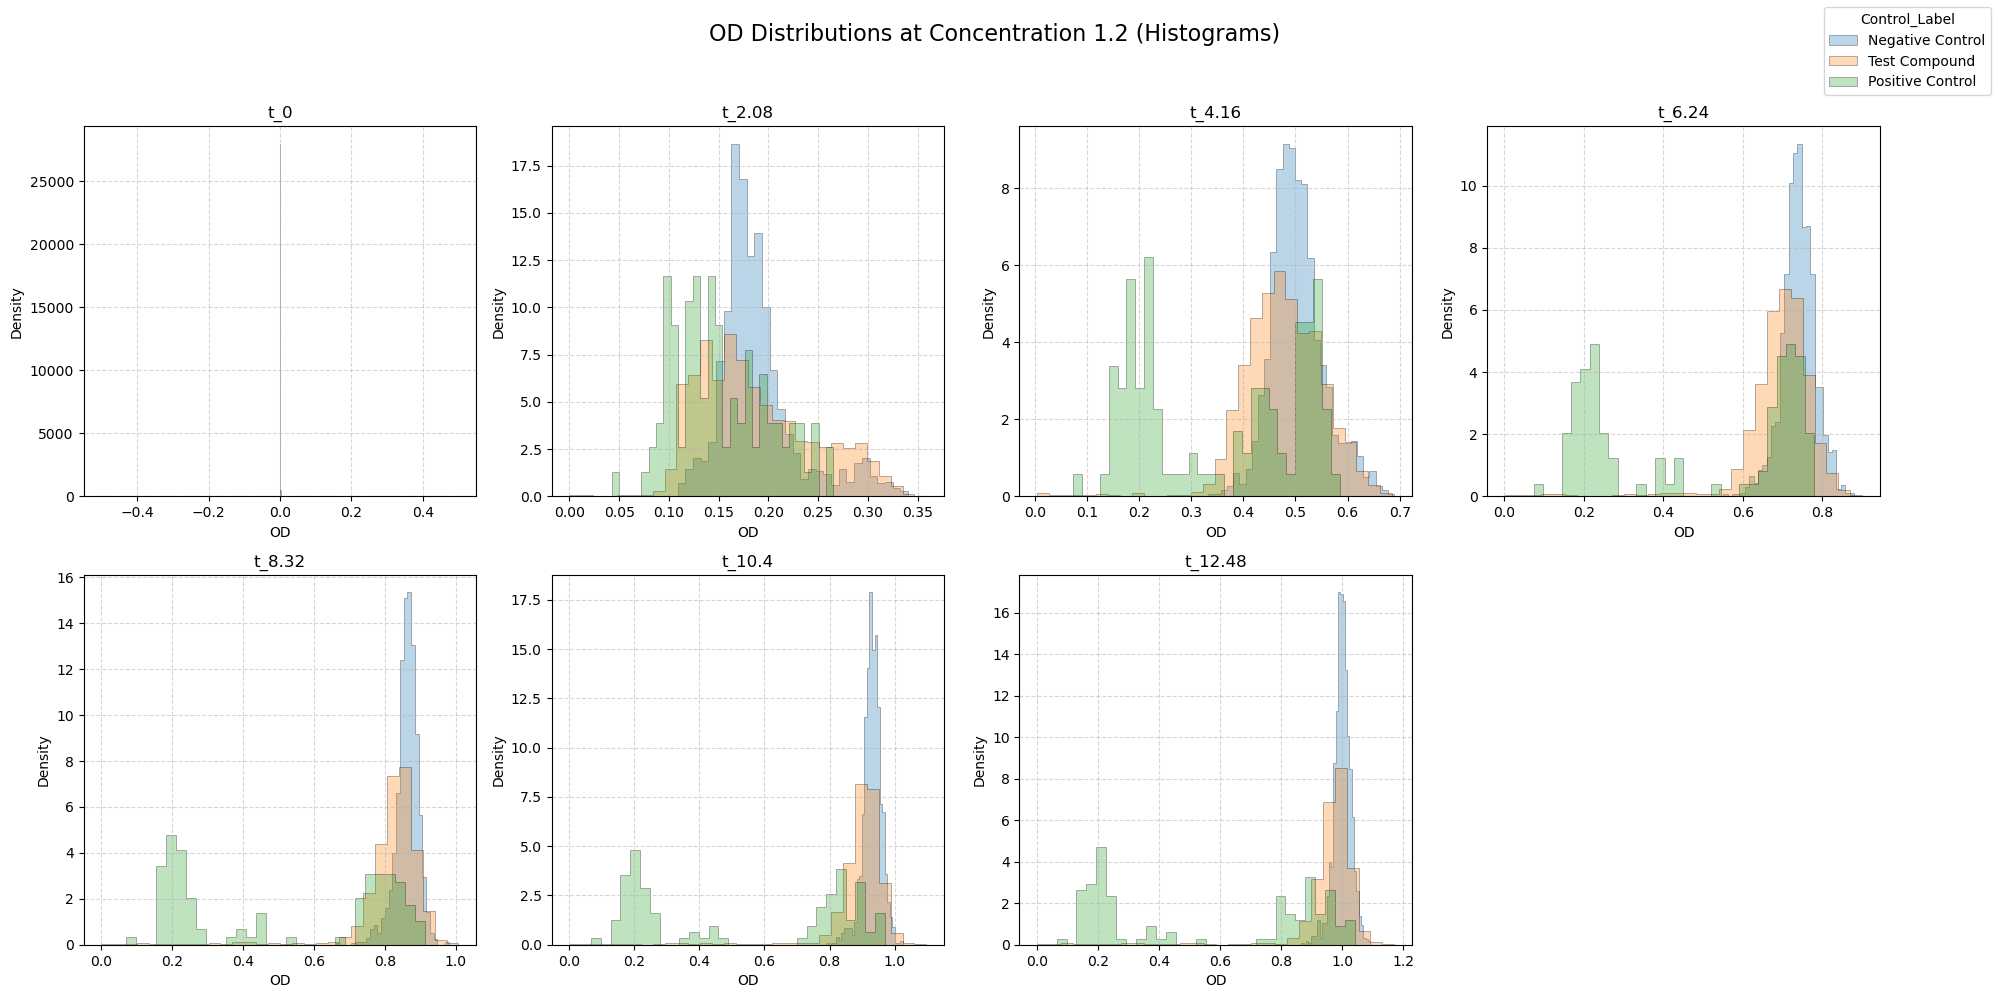 OD Distributions at Concentration 1.2 (Histograms)
Control_Label
Negative Control
Test Compound
Positive Control
t_0
Density
25000
20000
15000
10000
5000
0
−0.4 −0.2 0.0 0.2 0.4
OD
t_2.08
Density
17.5
15.0
12.5
10.0
7.5
5.0
2.5
0.0
0.00 0.05 0.10 0.15 0.20 0.25 0.30 0.35
OD
t_4.16
Density
8
6
4
2
0
0.0 0.1 0.2 0.3 0.4 0.5 0.6 0.7
OD
t_6.24
Density
10
8
6
4
2
0
0.0 0.2 0.4 0.6 0.8
OD
t_8.32
Density
16
14
12
10
8
6
4
2
0
0.0 0.2 0.4 0.6 0.8 1.0
OD
t_10.4
Density
17.5
15.0
12.5
10.0
7.5
5.0
2.5
0.0
0.0 0.2 0.4 0.6 0.8 1.0
OD
t_12.48
Density
16
14
12
10
8
6
4
2
0
0.0 0.2 0.4 0.6 0.8 1.0 1.2
OD